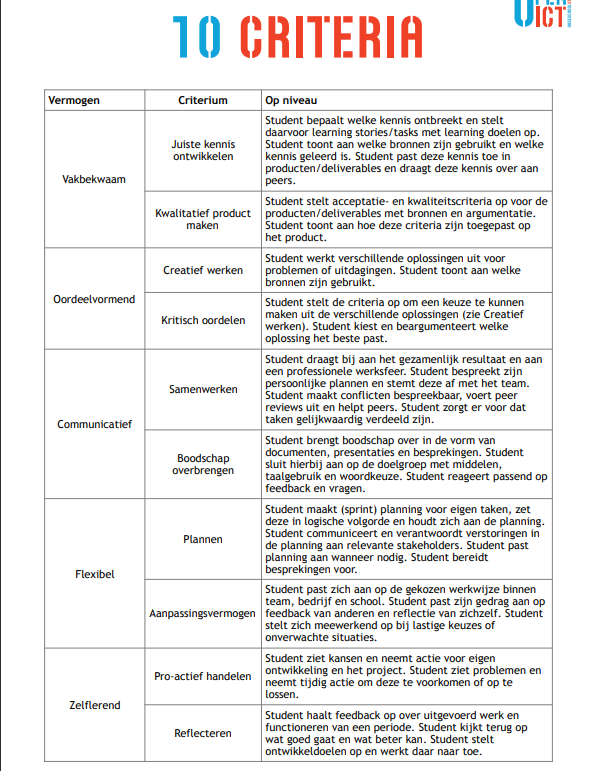 ICT
10 CRITERIA
Vermogen
Criterium
Op niveau
Vakbekwaam
Juiste kennis
ontwikkelen
Student bepaalt welke kennis ontbreekt en stelt
daarvoor learning stories/tasks met learning doelen op.
Student toont aan welke bronnen zijn gebruikt en welke
kennis geleerd is. Student past deze kennis toe in
producten/deliverables en draagt deze kennis over aan
peers.
Kwalitatief product
maken
Student stelt acceptatie- en kwaliteitscriteria op voor de
producten/deliverables met bronnen en argumentatie.
Student toont aan hoe deze criteria zijn toegepast op
het product.
Oordeelvormend
Creatief werken
Student werkt verschillende oplossingen uit voor
problemen of uitdagingen. Student toont aan welke
bronnen zijn gebruikt.
Kritisch oordelen
Student stelt de criteria op om een keuze te kunnen
maken uit de verschillende oplossingen (zie Creatief
werken). Student kiest en beargumenteert welke
oplossing het beste past.
Communicatief
Samenwerken
Student draagt bij aan het gezamenlijk resultaat en aan
een professionele werksfeer. Student bespreekt zijn
persoonlijke plannen en stemt deze af met het team.
Student maakt conflicten bespreekbaar, voert peer
reviews uit en helpt peers. Student zorgt er voor dat
taken gelijkwaardig verdeeld zijn.
Boodschap
overbrengen
Student brengt boodschap over in de vorm van
documenten, presentaties en besprekingen. Student
sluit hierbij aan op de doelgroep met middelen,
taalgebruik en woordkeuze. Student reageert passend op
feedback en vragen.
Flexibel
Plannen
Student maakt (sprint) planning voor eigen taken, zet
deze in logische volgorde en houdt zich aan de planning.
Student communiceert en verantwoordt verstoringen in
de planning aan relevante stakeholders. Student past
planning aan wanneer nodig. Student bereidt
besprekingen voor.
Aanpassingsvermogen
Student past zich aan op de gekozen werkwijze binnen
team, bedrijf en school. Student past zijn gedrag aan op
feedback van anderen en reflectie van zichzelf. Student
stelt zich meewerkend op bij lastige keuzes of
onverwachte situaties.
Zelflerend
Pro-actief handelen
Student ziet kansen en neemt actie voor eigen
ontwikkeling en het project. Student ziet problemen en
neemt tijdig actie om deze te voorkomen of op te
lossen.
Reflecteren
Student haalt feedback op over uitgevoerd werk en
functioneren van een periode. Student kijkt terug op
wat goed gaat en wat beter kan. Student stelt
ontwikkeldoelen op en werkt daar naar toe.